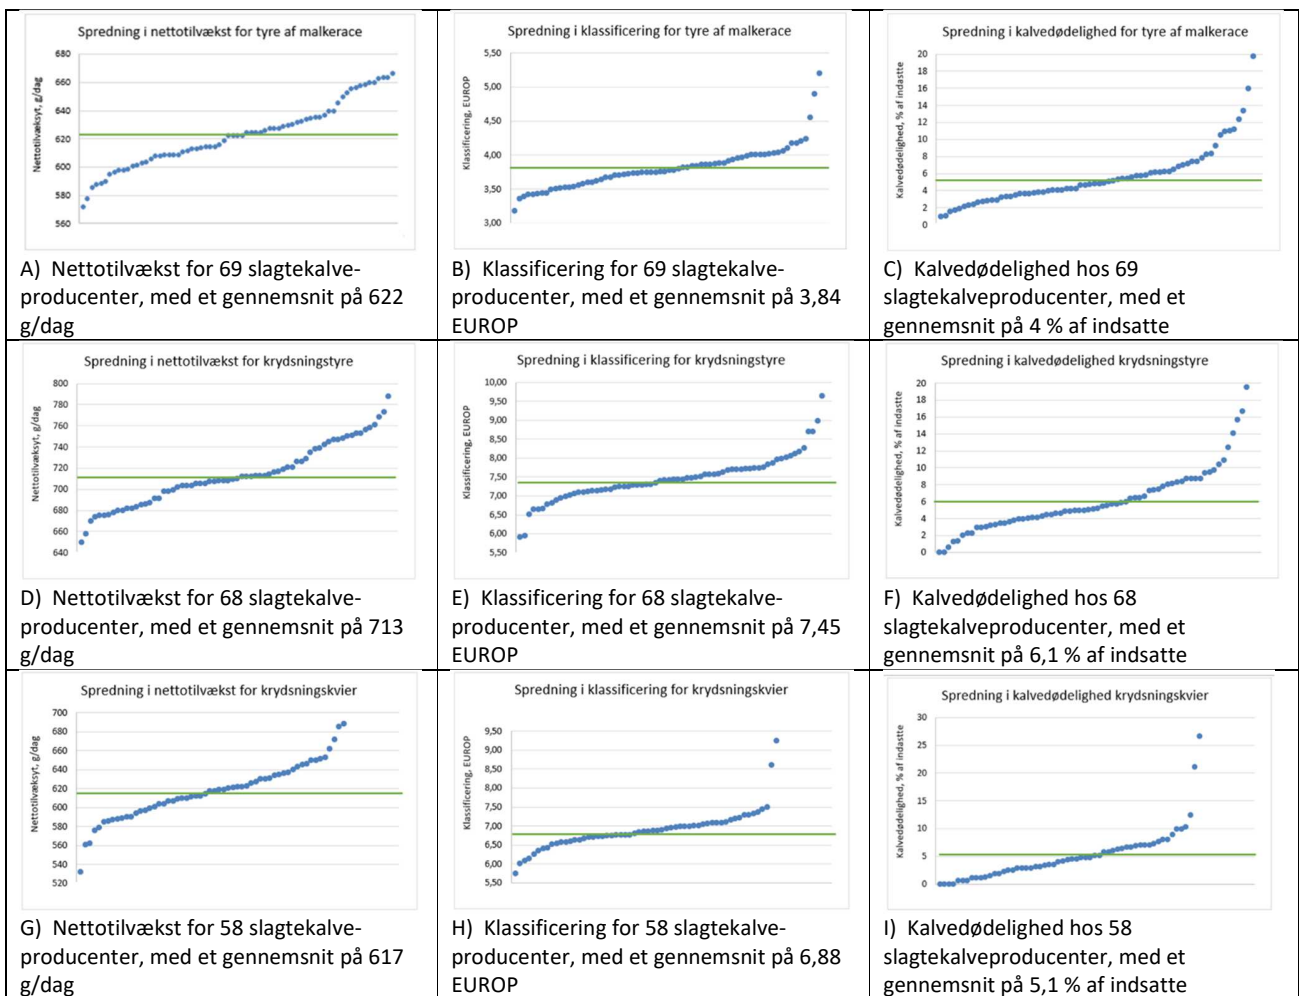 Spredning i nettotilvækst for tyre af malkerace
Nettotilvæksyt, g/dag
680
660
640
620
600
580
560
A) Nettotilvækst for 69 slagtekalve-
producenter, med et gennemsnit på 622
g/dag
Spredning i klassificering for tyre af malkerace
Klassificering, EUROP
5,50
5,00
4,50
4,00
3,50
3,00
B) Klassificering for 69 slagtekalve-
producenter, med et gennemsnit på 3,84
EUROP
Spredning i kalvedødelighed for tyre af malkerace
Kalvedødelighed, % af indastte
20
18
16
14
12
10
8
6
4
2
0
C) Kalvedødelighed hos 69
slagtekalveproducenter, med et
gennemsnit på 4 % af indsatte
Spredning i nettotilvækst for krydsningstyre
Nettotilvæksyt, g/dag
800
780
760
740
720
700
680
660
640
D) Nettotilvækst for 68 slagtekalve-
producenter, med et gennemsnit på 713
g/dag
Spredning i klassificering for krydsningstyre
Klassificering, EUROP
10,00
9,50
9,00
8,50
8,00
7,50
7,00
6,50
6,00
5,50
E) Klassificering for 68 slagtekalve-
producenter, med et gennemsnit på 7,45
EUROP
Spredning i kalvedødelighed krydsningstyre
Kalvedødelighed, % af indastte
20
18
16
14
12
10
8
6
4
2
0
F) Kalvedødelighed hos 68
slagtekalveproducenter, med et
gennemsnit på 6,1 % af indsatte
Spredning i nettotilvækst for krydsningskvier
Nettotilvæksyt, g/dag
700
680
660
640
620
600
580
560
540
520
G) Nettotilvækst for 58 slagtekalve-
producenter, med et gennemsnit på 617
g/dag
Spredning i klassificering for krydsningskvier
Klassificering, EUROP
9,50
9,00
8,50
8,00
7,50
7,00
6,50
6,00
5,50
H) Klassificering for 58 slagtekalve-
producenter, med et gennemsnit på 6,88
EUROP
Spredning i kalvedødelighed krydsningskvier
Kalvedødelighed, % af indastte
30
25
20
15
10
5
0
I) Kalvedødelighed hos 58
slagtekalveproducenter, med et
gennemsnit på 5,1 % af indsatte